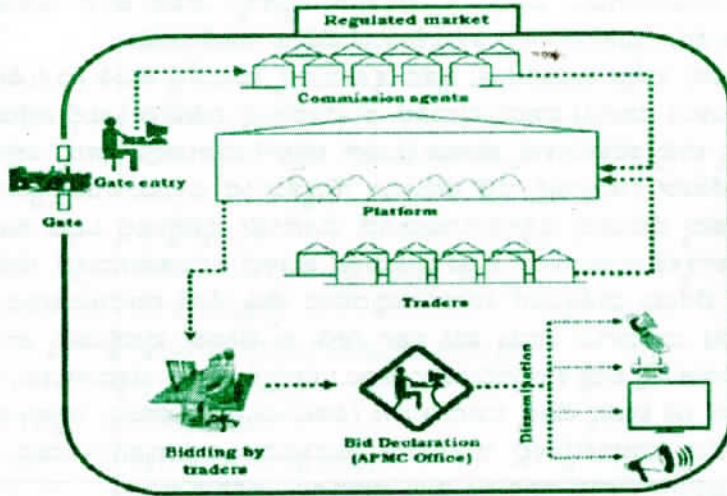 Regulated market
Commission agents
Gate entry
Gate
Platform
Traders
Dissemination
Bidding by
traders
Bid Declaration
(APMC Office)